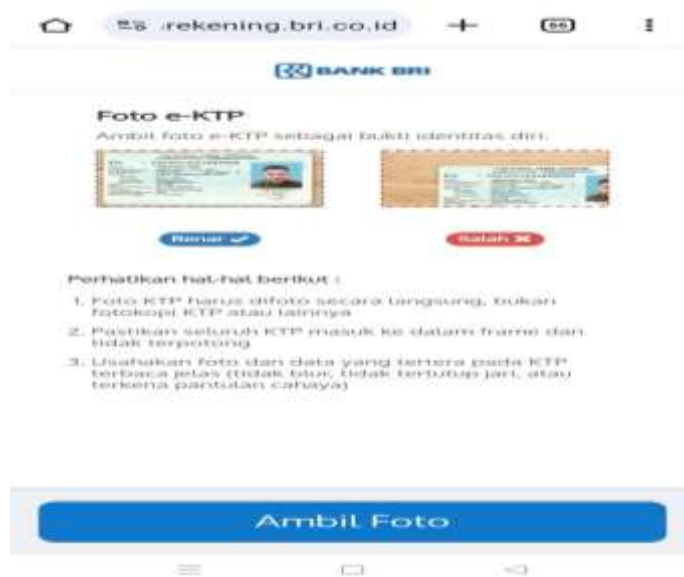 .rekening.bri.co.id
66
BANK BRI
Foto e-KTP
Ambil foto e-KTP sebagai bukti identitas diri.
Benar
Salah
Perhatikan hal-hal berikut :
1. Foto KTP harus difoto secara langsung, bukan
fotokopi KTP atau lainnya
2. Pastikan seluruh KTP masuk ke dalam frame dan
tidak terpotong
3. Usahakan foto dan data yang tertera pada KTP
terbaca jelas (tidak blur, tidak tertutup jari, atau
terkena pantulan cahaya)
Ambil Foto